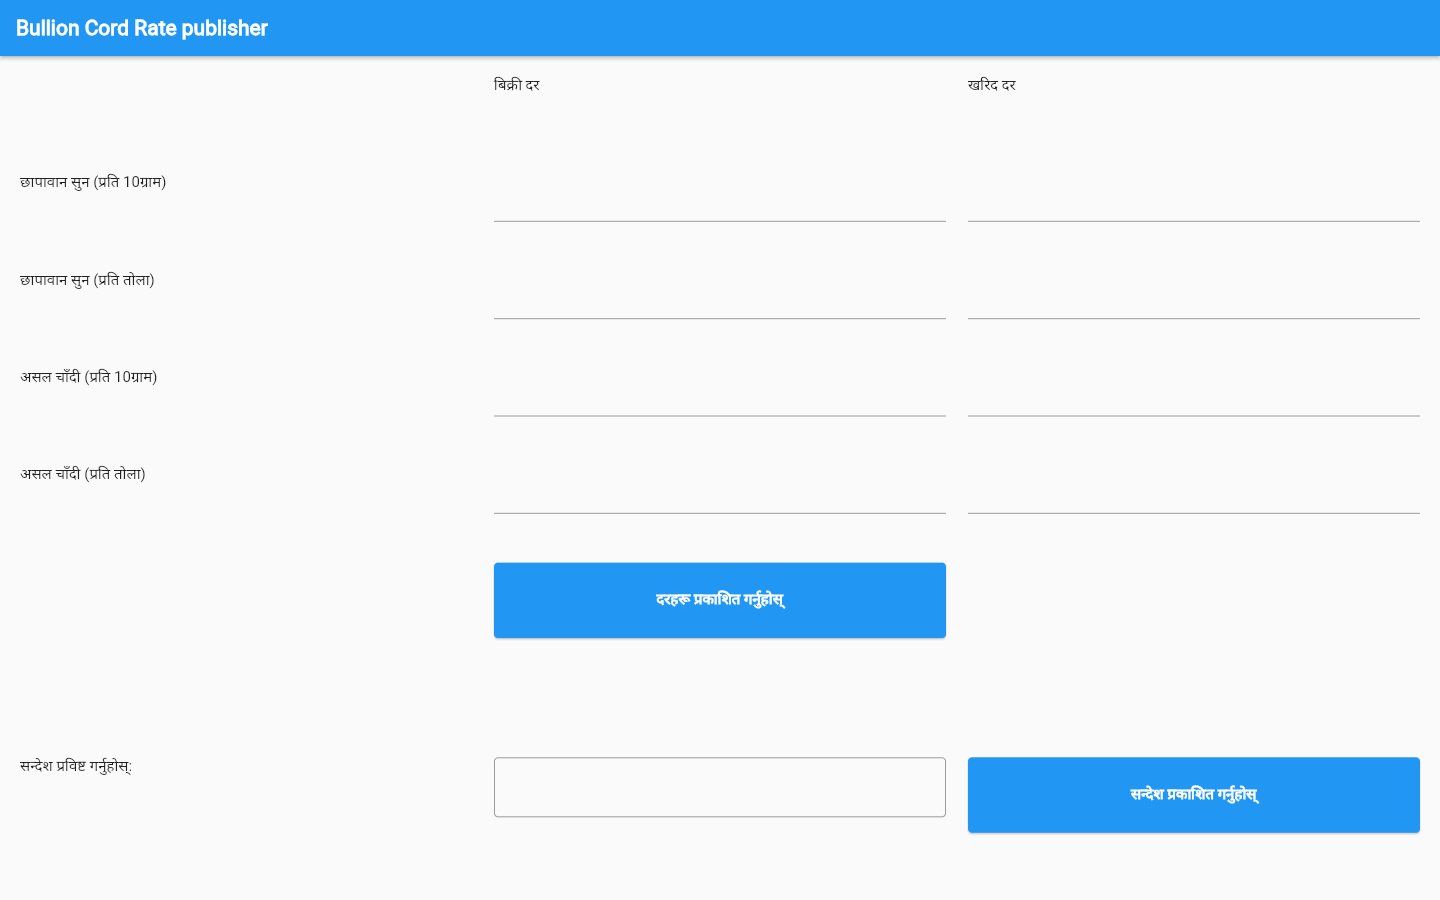 Bullion Cord Rate publisher
बिक्री दर
खरिद दर
छापावान सुन (प्रति 10ग्राम)
छापावान सुन (प्रति तोला)
असल चाँदी (प्रति 10ग्राम)
असल चाँदी (प्रति तोला)
दरहरू प्रकाशित गर्नुहोस्
सन्देश प्रविष्ट गर्नुहोस्:
सन्देश प्रकाशित गर्नुहोस्